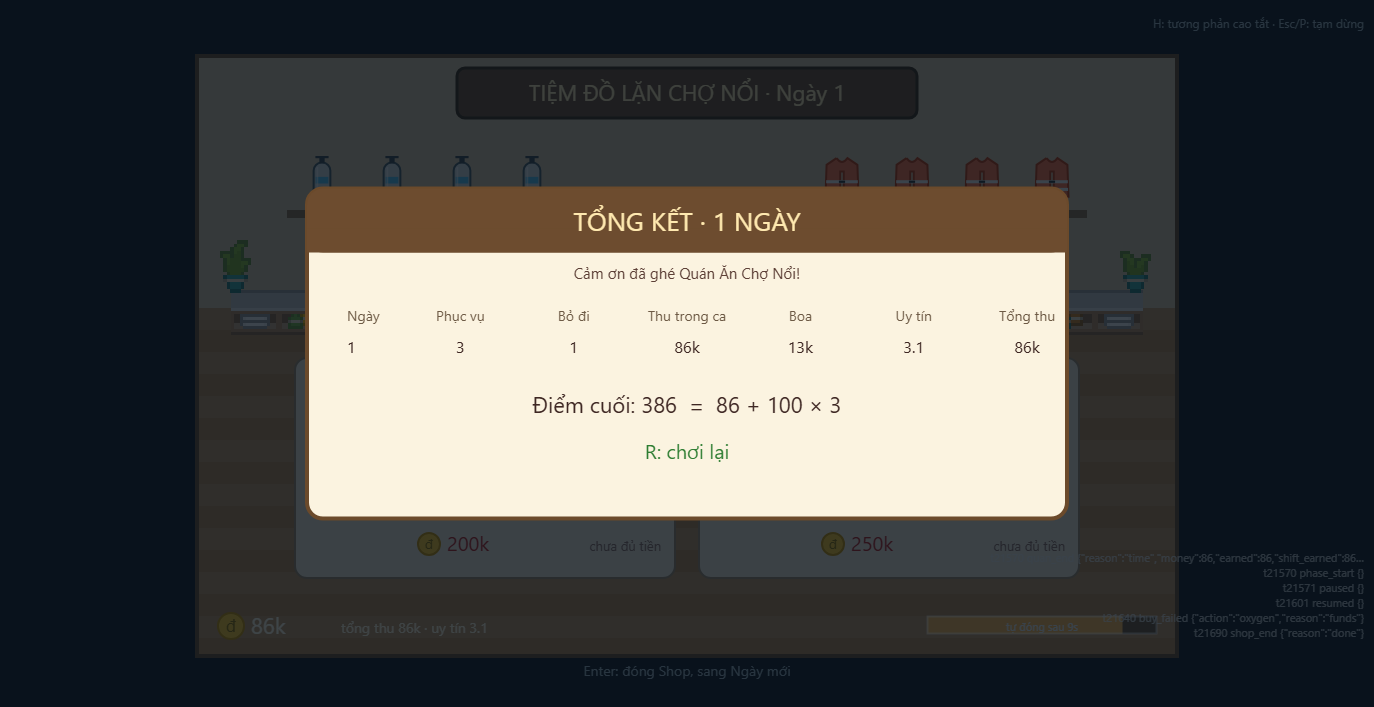 H: tương phản cao tắt · Esc/P: tạm dừng
TIỆM ĐỒ LẶN CHỢ NỔI · Ngày 1
TỔNG KẾT · 1 NGÀY
Cảm ơn đã ghé Quán Ăn Chợ Nổi!
Ngày Phục vụ Bỏ đi Thu trong ca Boa Uy tín Tổng thu
1 3 1 86k 13k 3.1 86k
Điểm cuối: 386 = 86 + 100 × 3
R: chơi lại
đ 200k chưa đủ tiền đ 250k chưa đủ tiền
{"reason":"time","money":86,"earned":86,"shift_earned":86...
t21570 phase_start {}
t21571 paused {}
t21601 resumed {}
buy_failed {"action":"oxygen","reason":"funds"}
t21690 shop_end {"reason":"done"}
đ 86k tổng thu 86k · uy tín 3.1 tự đóng sau 9s
Enter: đóng Shop, sang Ngày mới